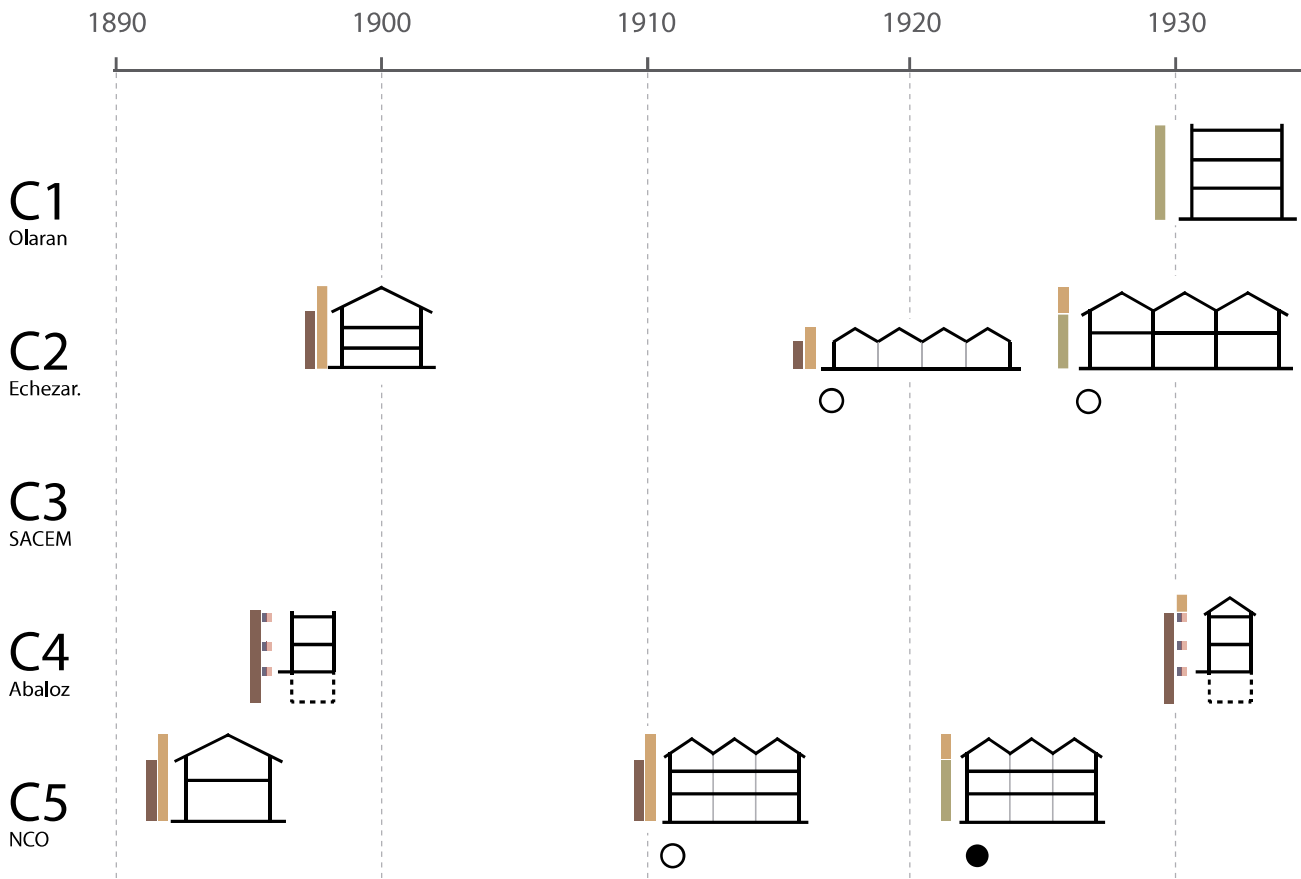 1890 1900 1910 1920 1930
C1
Olaran
C2
Echezar.
C3
SACEM
C4
Abaloz
C5
NCO